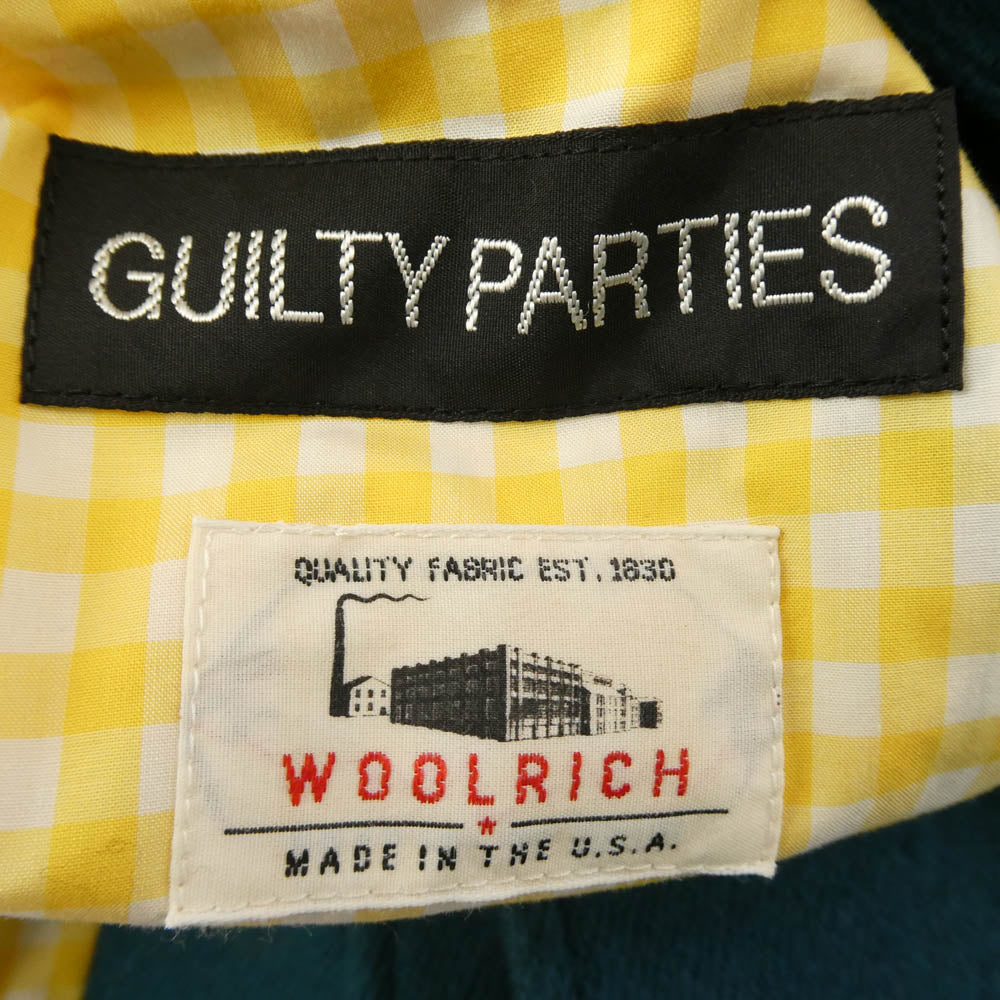 GUILTY PARTIES
QUALITY FABRIC EST. 1830
WOOLRICH
MADE IN THE U.S.A.